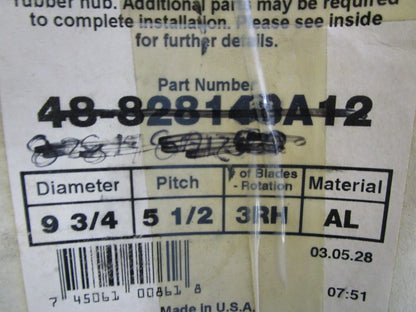 rubber hub. Additional parts may be required
to complete installation. Please see inside
for further details.
Part Number
48-828143A12
Diameter Pitch # of Blades Material
- Rotation
9 3/4 5 1/2 3RH AL
03.05.28
7 45061 00861 8 07:51
Made in U.S.A.